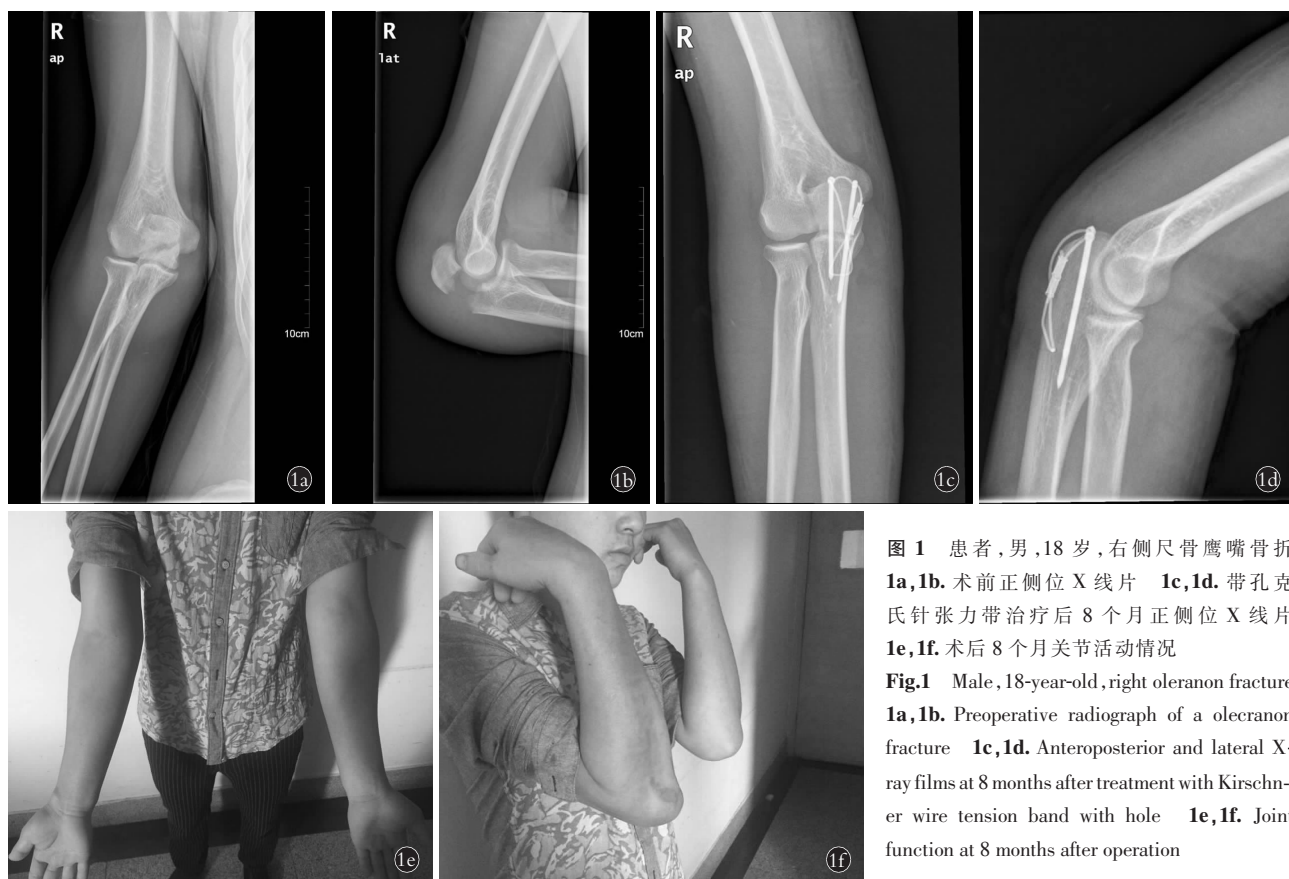 R
ap
10cm
1a
R
lat
10cm
1b
R
ap
1c
1d
1e
1f
图 1 患者,男,18 岁,右侧尺骨鹰嘴骨折
1a,1b. 术前正侧位 X 线片 1c,1d. 带孔克
氏针张力带治疗后 8 个月正侧位 X 线片
1e,1f. 术后 8 个月关节活动情况
Fig.1 Male,18-year-old,right oleranon fracture
1a,1b. Preoperative radiograph of a olecranon
fracture 1c,1d. Anteroposterior and lateral X-
ray films at 8 months after treatment with Kirschn-
er wire tension band with hole 1e,1f. Joint
function at 8 months after operation